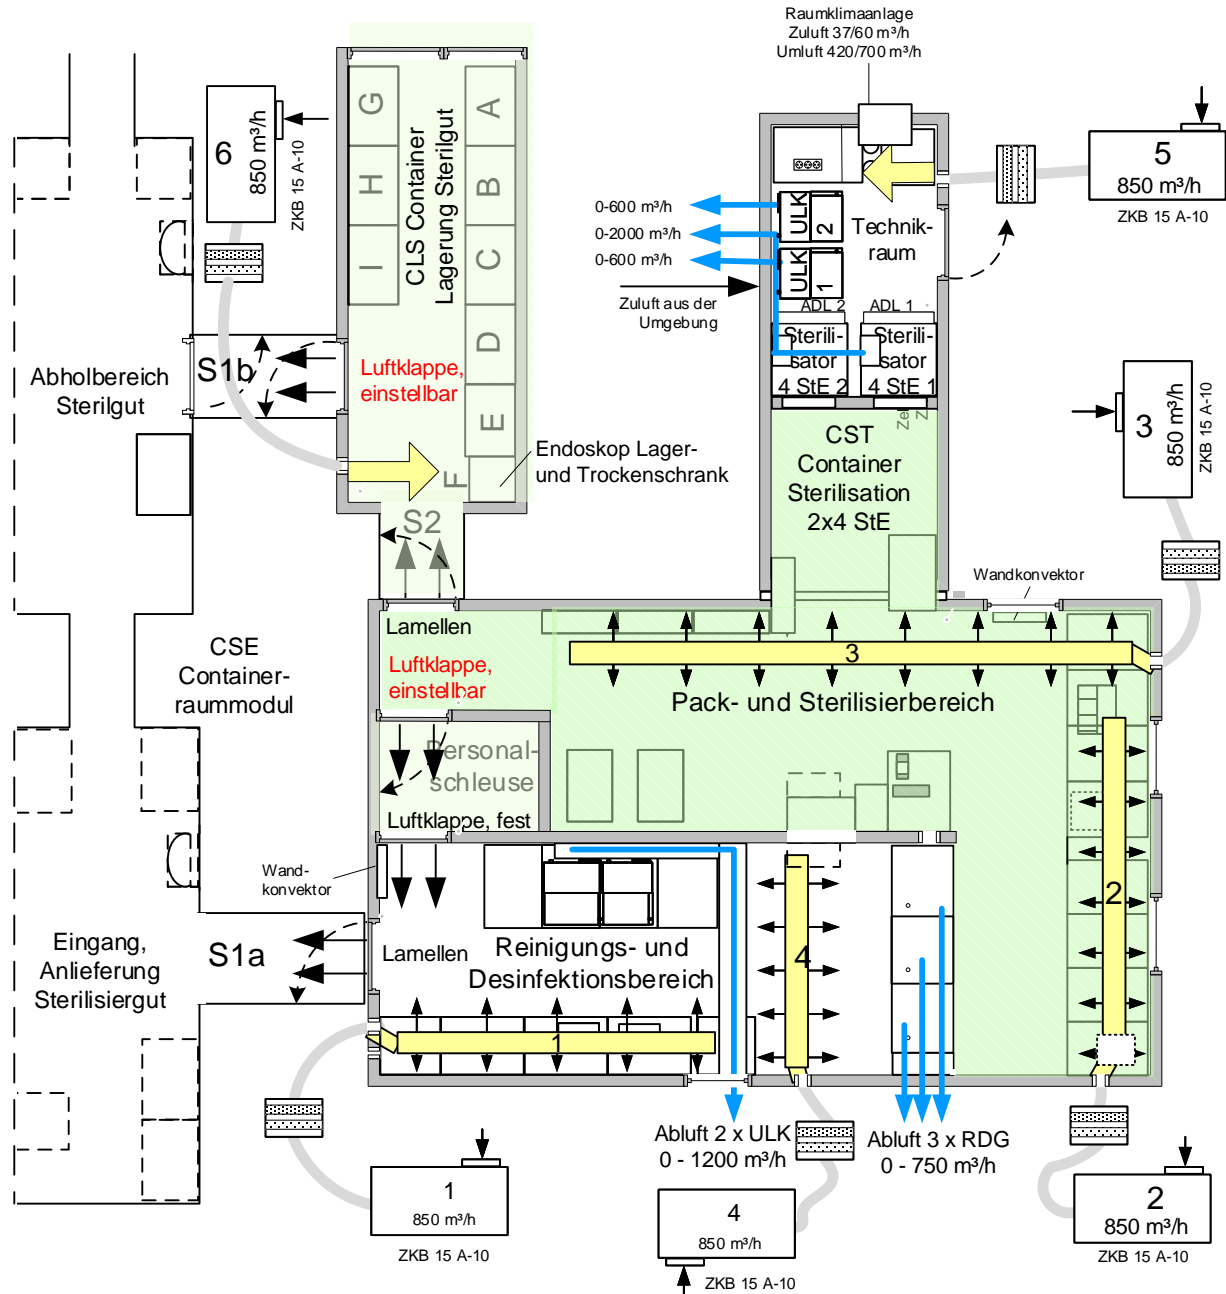 Raumklimaanlage
Zuluft 37/60 m³/h
Umluft 420/700 m³/h
6
850 m³/h
ZKB 15 A-10
G
H
I
CLS Container
Lagerung Sterilgut
A
B
C
D
E
F
5
850 m³/h
ZKB 15 A-10
0-600 m³/h
0-2000 m³/h
0-600 m³/h
ULK
2
ULK
1
Technik-
raum
Zuluft aus der
Umgebung
ADL 2
ADL 1
Sterili-
sator
4 StE 2
Sterili-
sator
4 StE 1
S1b
Abholbereich
Sterilgut
Luftklappe,
einstellbar
3
850 m³/h
ZKB 15 A-10
Endoskop Lager-
und Trockenschrank
CST
Container
Sterilisation
2x4 StE
S2
Wandkonvektor
Lamellen
Luftklappe,
einstellbar
CSE
Container-
raummodul
3
Pack- und Sterilisierbereich
Personal-
schleuse
Luftklappe, fest
Wand-
konvektor
2
Eingang,
Anlieferung
Sterilisiergut
S1a
Lamellen
Reinigungs- und
Desinfektionsbereich
4
1
Abluft 2 x ULK
0 - 1200 m³/h
Abluft 3 x RDG
0 - 750 m³/h
1
850 m³/h
ZKB 15 A-10
4
850 m³/h
ZKB 15 A-10
2
850 m³/h
ZKB 15 A-10